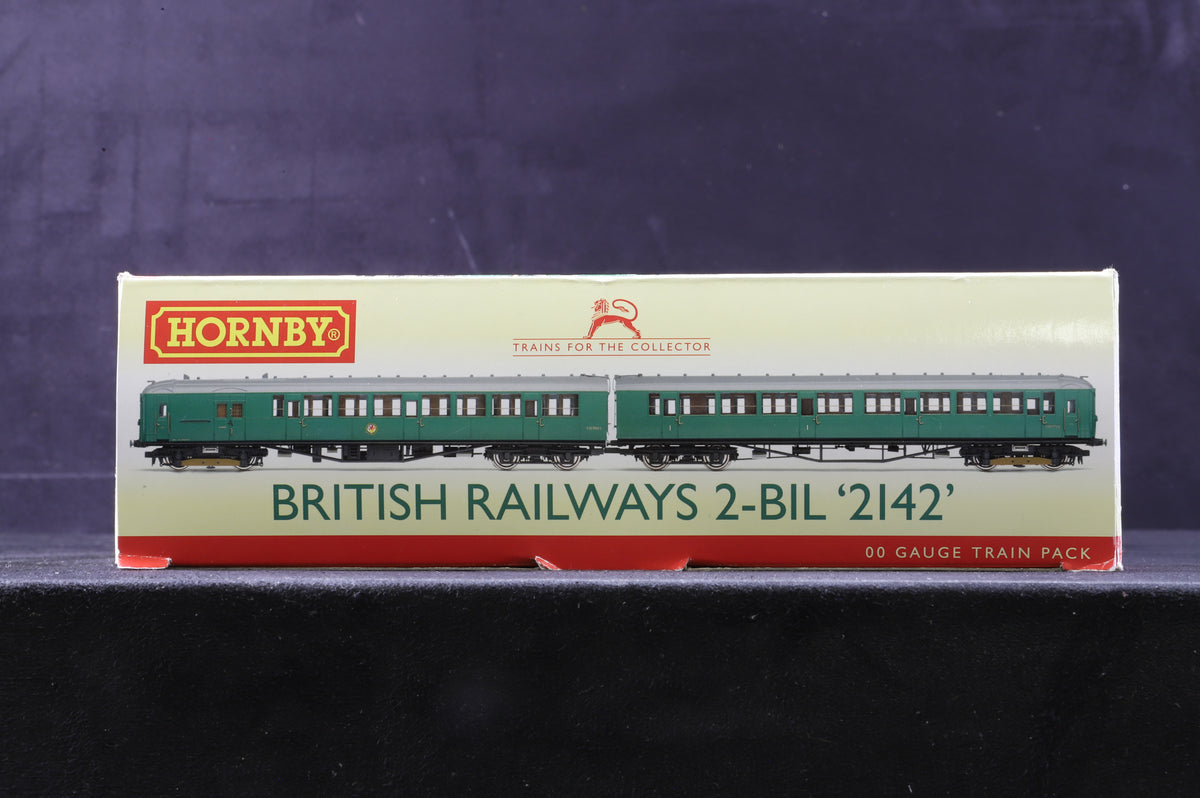 HORNBY®
TRAINS FOR THE COLLECTOR
BRITISH RAILWAYS 2-BIL ‘2142’
00 GAUGE TRAIN PACK